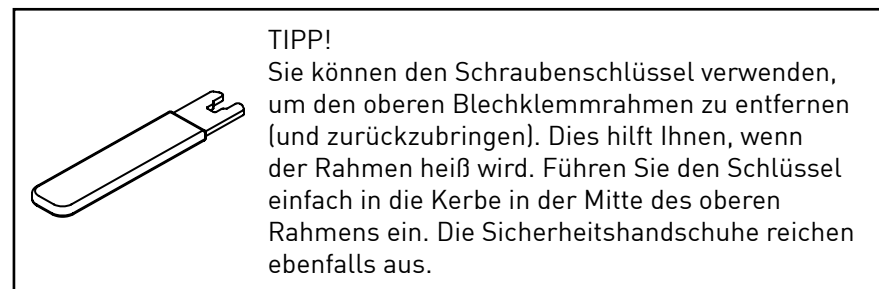 TIPP!
Sie können den Schraubenschlüssel verwenden,
um den oberen Blechklemmrahmen zu entfernen
(und zurückzubringen). Dies hilft Ihnen, wenn
der Rahmen heiß wird. Führen Sie den Schlüssel
einfach in die Kerbe in der Mitte des oberen
Rahmens ein. Die Sicherheitshandschuhe reichen
ebenfalls aus.